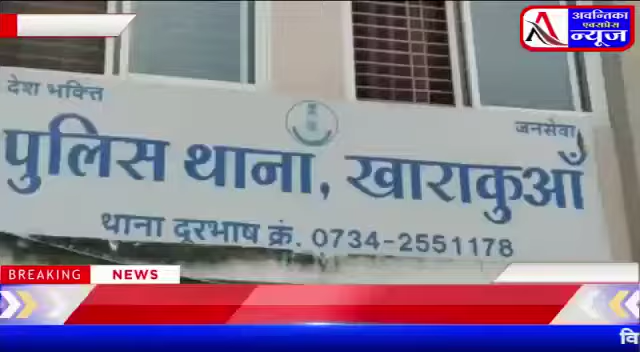 अवन्तिका
एक्सप्रेस
न्यूज
देश भक्ति
जनसेवा
पुलिस थाना, खाराकुआँ
थाना दूरभाष क्रं. 0734-2551178
BREAKING NEWS
वि